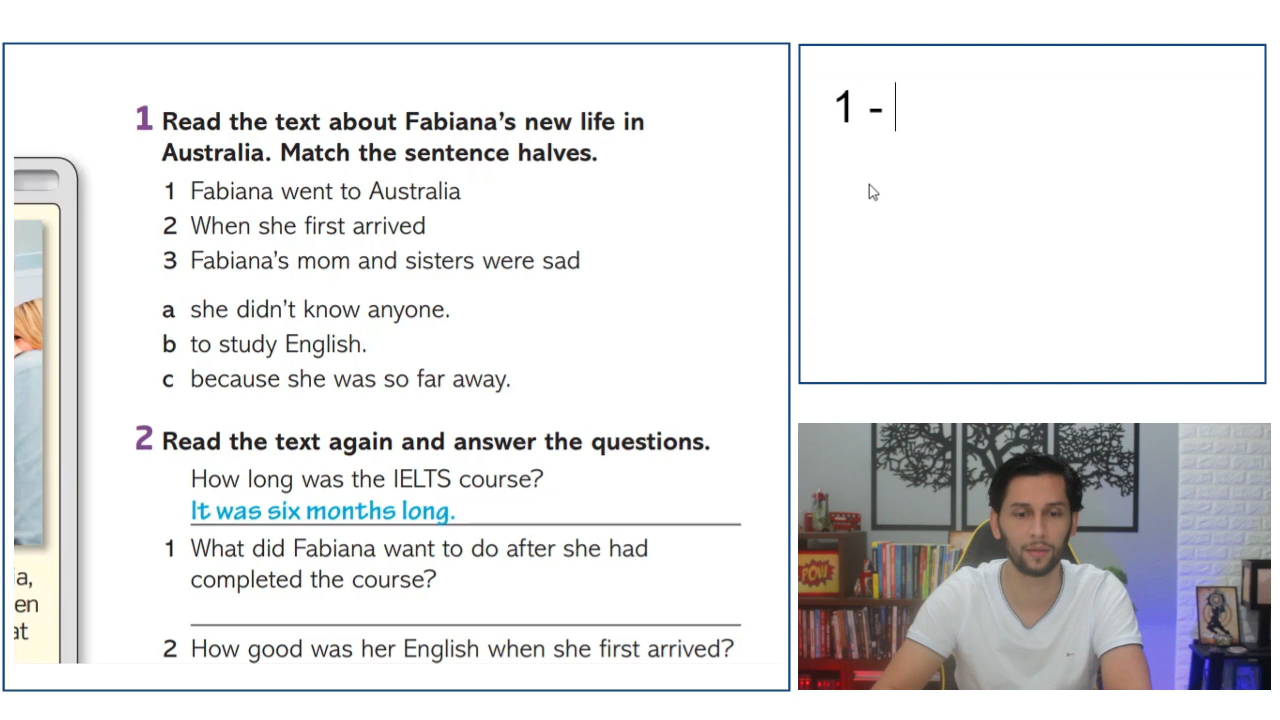 1 Read the text about Fabiana's new life in
Australia. Match the sentence halves.
1 Fabiana went to Australia
2 When she first arrived
3 Fabiana's mom and sisters were sad
a she didn't know anyone.
b to study English.
c because she was so far away.
2 Read the text again and answer the questions.
How long was the IELTS course?
It was six months long.
1 What did Fabiana want to do after she had
completed the course?
2 How good was her English when she first arrived?
a,
en
at
1 -
POW!